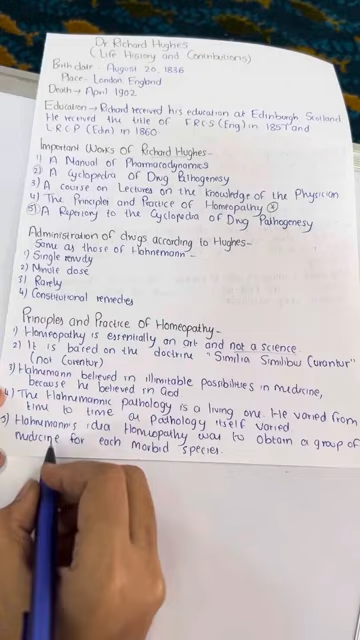 Dr Richard Hughes
(Life History and Contributions)
Birth date - August 20, 1836
Place - London England
Death → April 1902
Education → Richard received his education at Edinburgh Scotland
He received the title of FRCS (Eng) in 1857 and
LRCP (Edn) in 1860
Important Works of Richard Hughes-
1) A Manual of Pharmacodynamics
2) A Cyclopedia of Drug Pathogenesy
3) A course on Lectures on the knowledge of the Physician
4) The Principles and Practice of Homeopathy
5) A Repertory to the Cyclopedia of Drug Pathogenesy
Administration of drugs according to Hughes-
Same as those of Hahnemann-
1) Single remedy
2) Minute dose
3) Rarely
4) Constitutional remedies
Principles and Practice of Homeopathy-
1) Homeopathy is essentially an art and not a science.
2) It is based on the doctrine "Similia Similibus Curantur"
(not Curentur)
3) Hahnemann believed in illimitable possibilities in medicine,
because he believed in God
4) The Hahnemannic pathology is a living one. He varied from
time to time as pathology itself varied
5) Hahnemann's idea Homeopathy was to obtain a group of
medicine for each morbid species.